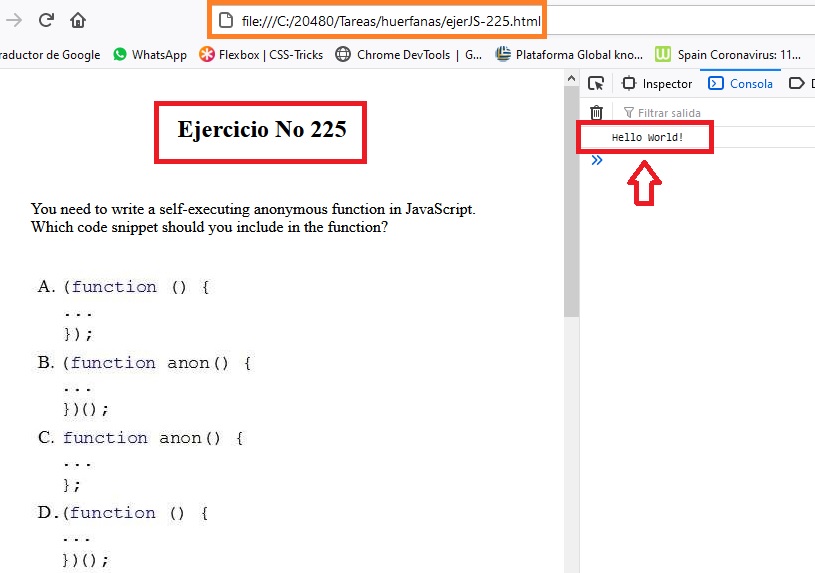 file:///C:/20480/Tareas/huerfanas/ejerJS-225.html
raductor de Google WhatsApp Flexbox | CSS-Tricks Chrome DevTools | G... Plataforma Global kno... Spain Coronavirus: 11...
Inspector Consola D
Filtrar salida
Hello World!
Ejercicio No 225
You need to write a self-executing anonymous function in JavaScript.
Which code snippet should you include in the function?
A. (function () {
...
});
B. (function anon() {
...
})();
C. function anon() {
...
};
D. (function () {
...
})();